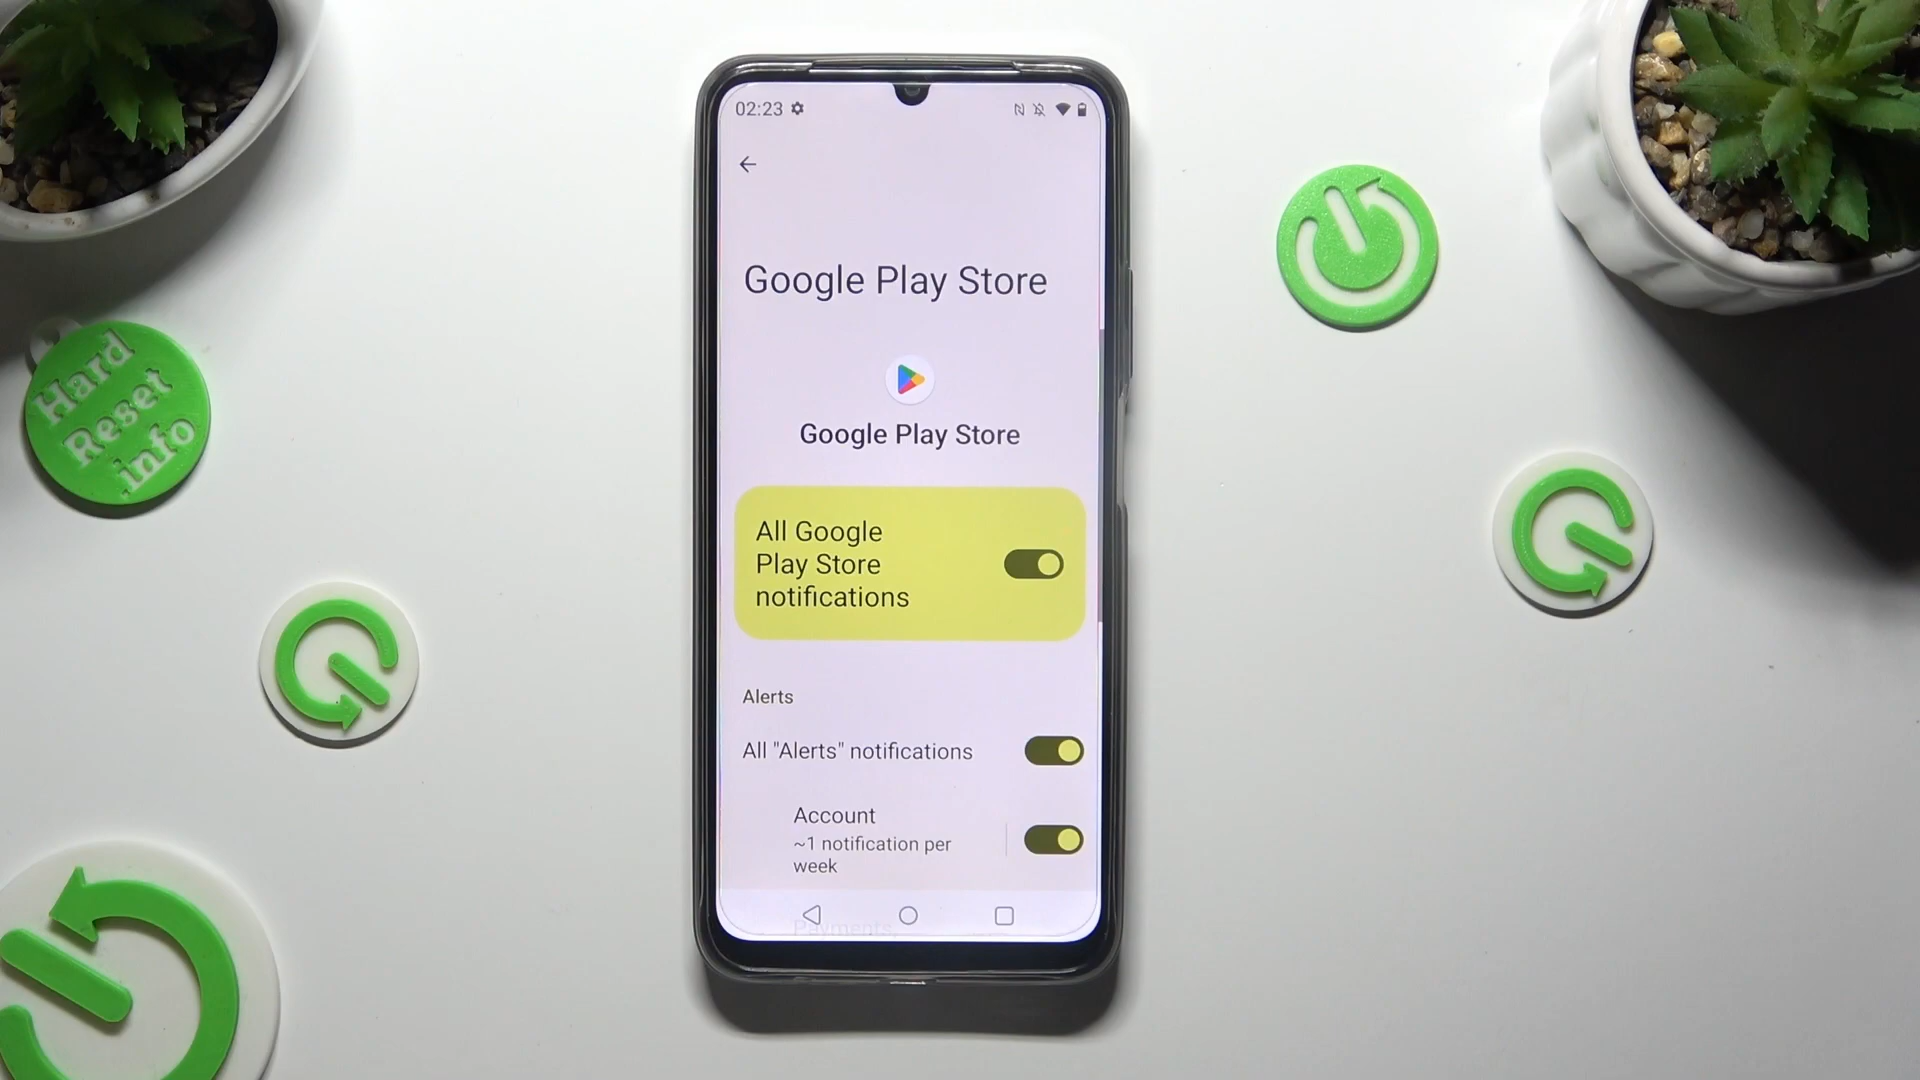 02:23
Google Play Store
Google Play Store
All Google
Play Store
notifications
Alerts
All "Alerts" notifications
Account
~1 notification per
week
Payments,
Hard
Reset
.info